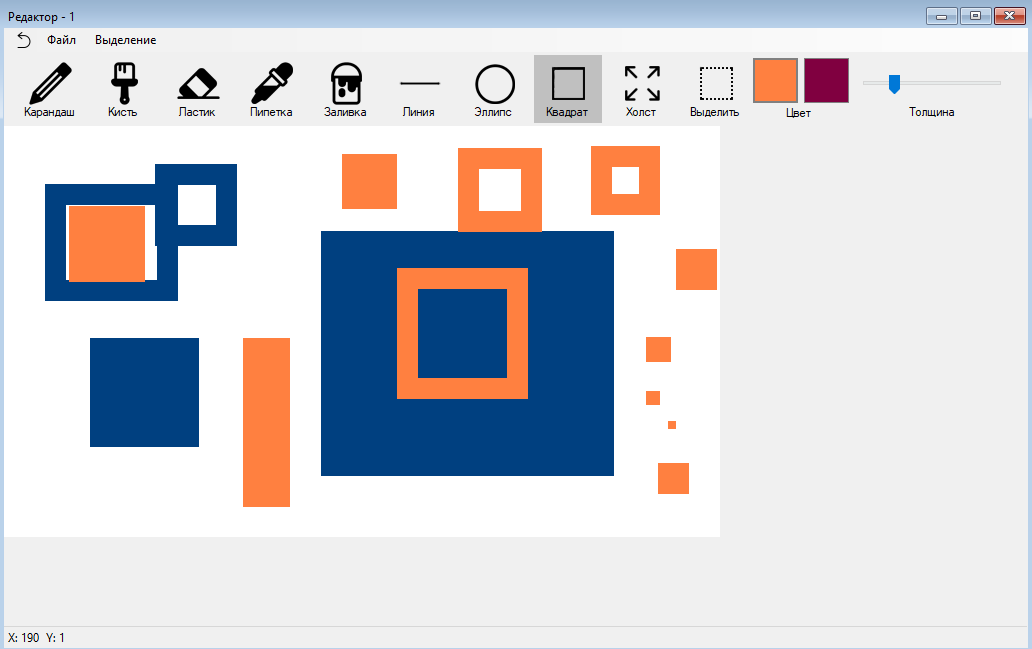 Редактор - 1
Файл Выделение
Карандаш Кисть Ластик Пипетка Заливка Линия Эллипс Квадрат Холст Выделить Цвет Толщина
X: 190 Y: 1